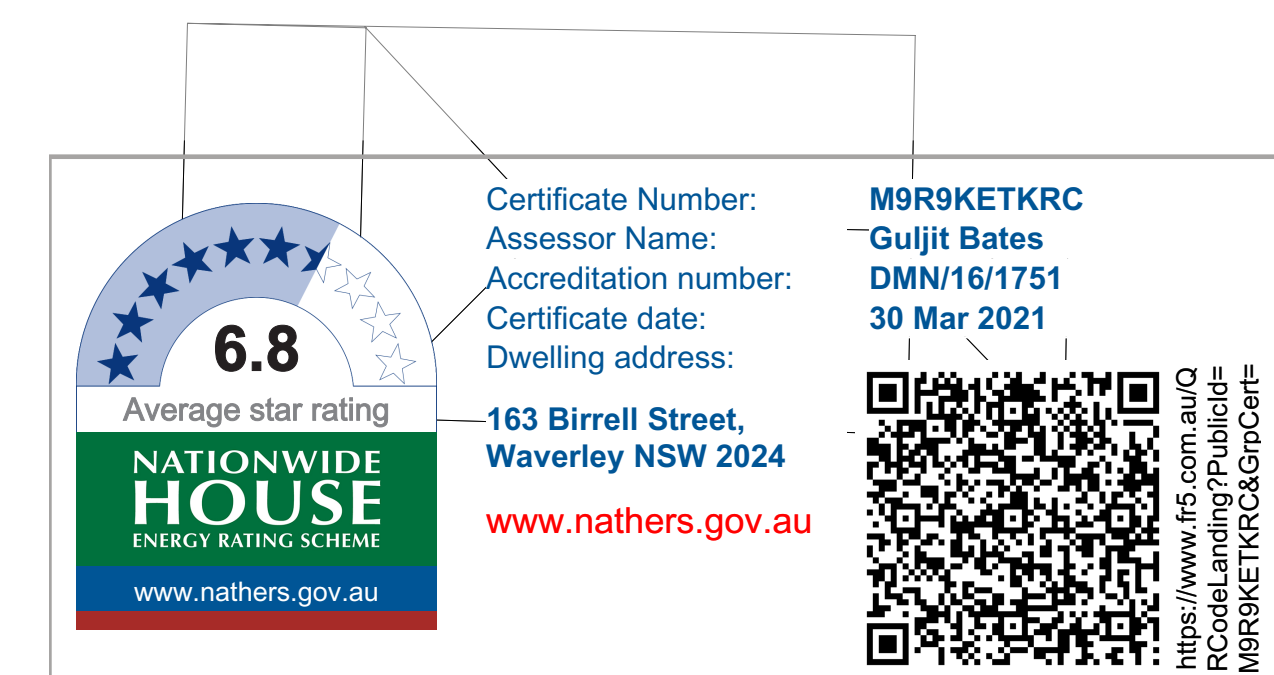 Certificate Number: M9R9KETKRC
Assessor Name: Guljit Bates
Accreditation number: DMN/16/1751
Certificate date: 30 Mar 2021
Dwelling address:
163 Birrell Street,
Waverley NSW 2024
www.nathers.gov.au
6.8
Average star rating
NATIONWIDE
HOUSE
ENERGY RATING SCHEME
www.nathers.gov.au
https://www.fr5.com.au/Q
RCodeLanding?PublicId=
M9R9KETKRC&GrpCert=